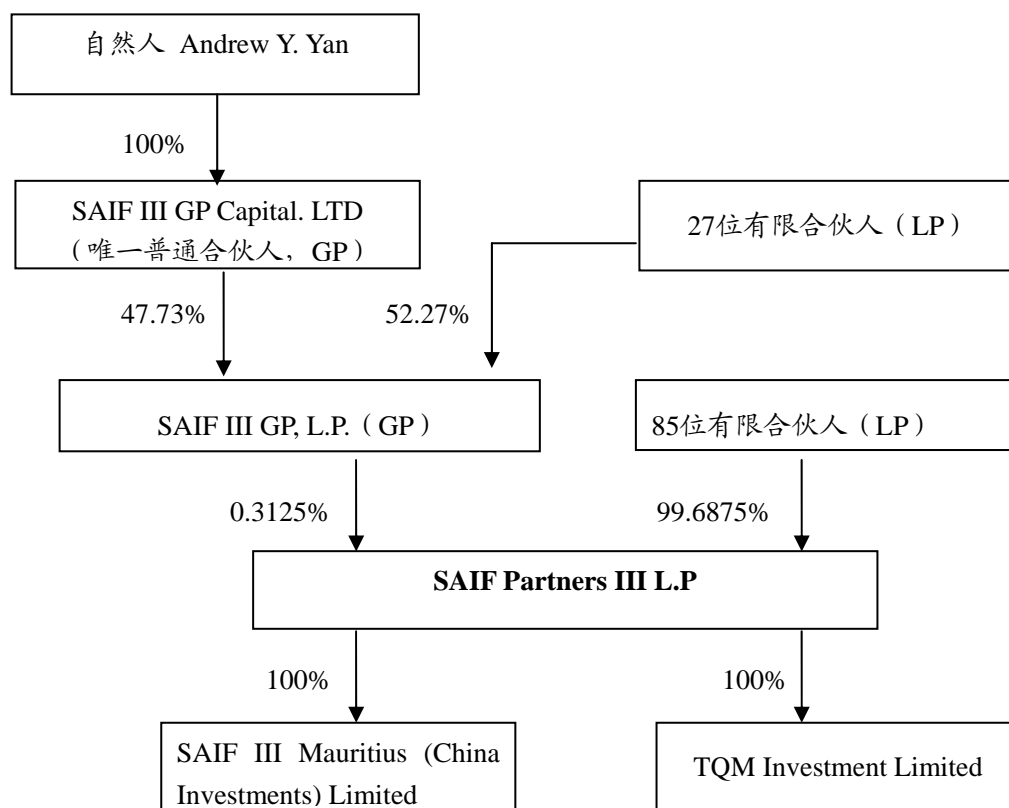 自然人 Andrew Y. Yan
100%
SAIF III GP Capital. LTD
（唯一普通合伙人，GP）
27位有限合伙人（LP）
47.73%
52.27%
SAIF III GP, L.P.（GP）
85位有限合伙人（LP）
0.3125%
99.6875%
SAIF Partners III L.P
100%
100%
SAIF III Mauritius (China
Investments) Limited
TQM Investment Limited